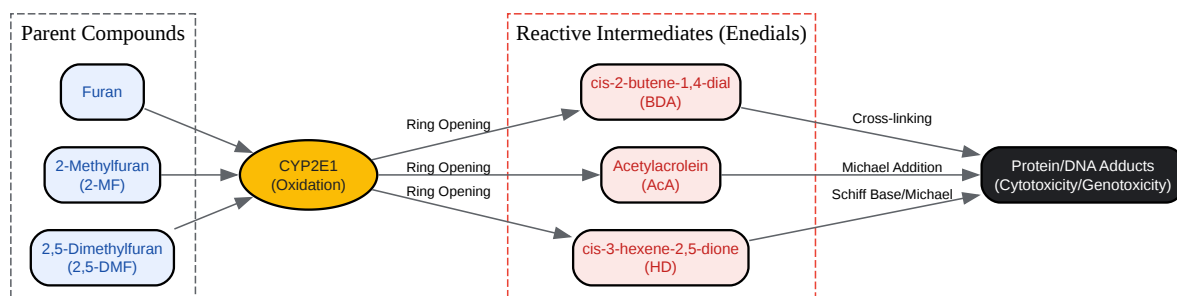 Parent Compounds
Furan
2-Methylfuran
(2-MF)
2,5-Dimethylfuran
(2,5-DMF)
CYP2E1
(Oxidation)
Ring Opening
Ring Opening
Ring Opening
Reactive Intermediates (Enedials)
cis-2-butene-1,4-dial
(BDA)
Acetylacrolein
(AcA)
cis-3-hexene-2,5-dione
(HD)
Cross-linking
Michael Addition
Schiff Base/Michael
Protein/DNA Adducts
(Cytotoxicity/Genotoxicity)